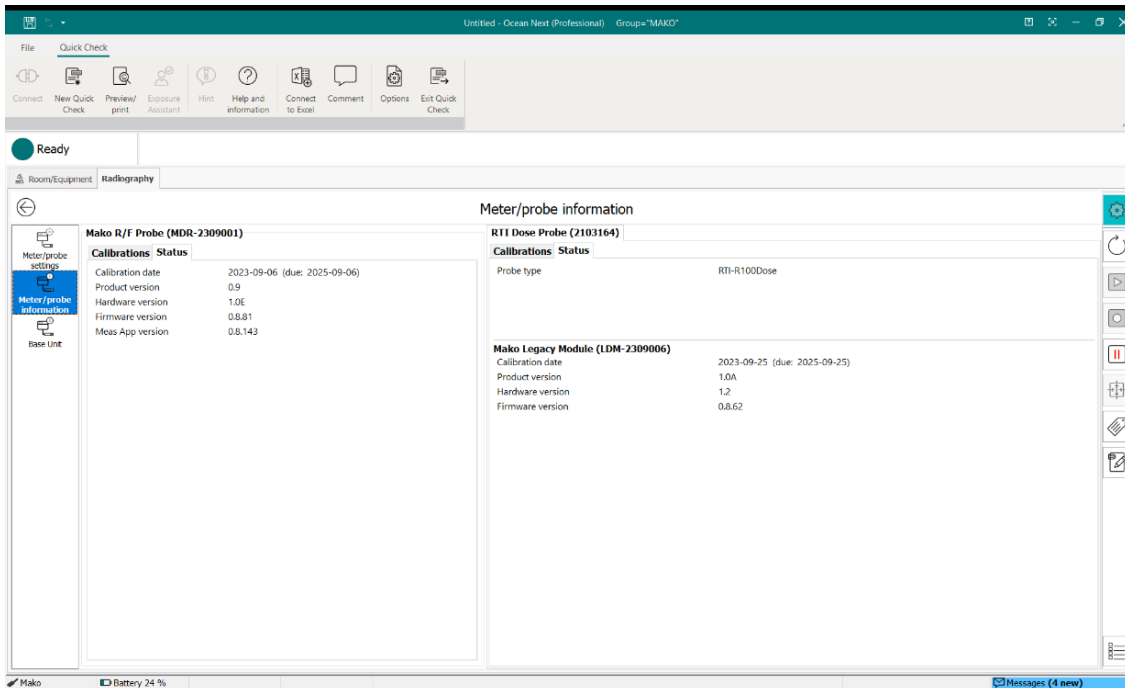 Untitled - Ocean Next (Professional) Group="MAKO"
File Quick Check
Connect
New Quick Check
Preview/ print
Exposure Assistant
Hint
Help and information
Connect to Excel
Comment
Options
Exit Quick Check
Ready
Room/Equipment Radiography
Meter/probe information
Meter/probe settings
Meter/probe information
Base Unit
Mako R/F Probe (MDR-2309001)
Calibrations Status
Calibration date 2023-09-06 (due: 2025-09-06)
Product version 0.9
Hardware version 1.0E
Firmware version 0.8.81
Meas App version 0.8.143
RTI Dose Probe (2103164)
Calibrations Status
Probe type RTI-R100Dose
Mako Legacy Module (LDM-2309006)
Calibration date 2023-09-25 (due: 2025-09-25)
Product version 1.0A
Hardware version 1.2
Firmware version 0.8.62
Mako Battery 24 % Messages (4 new)